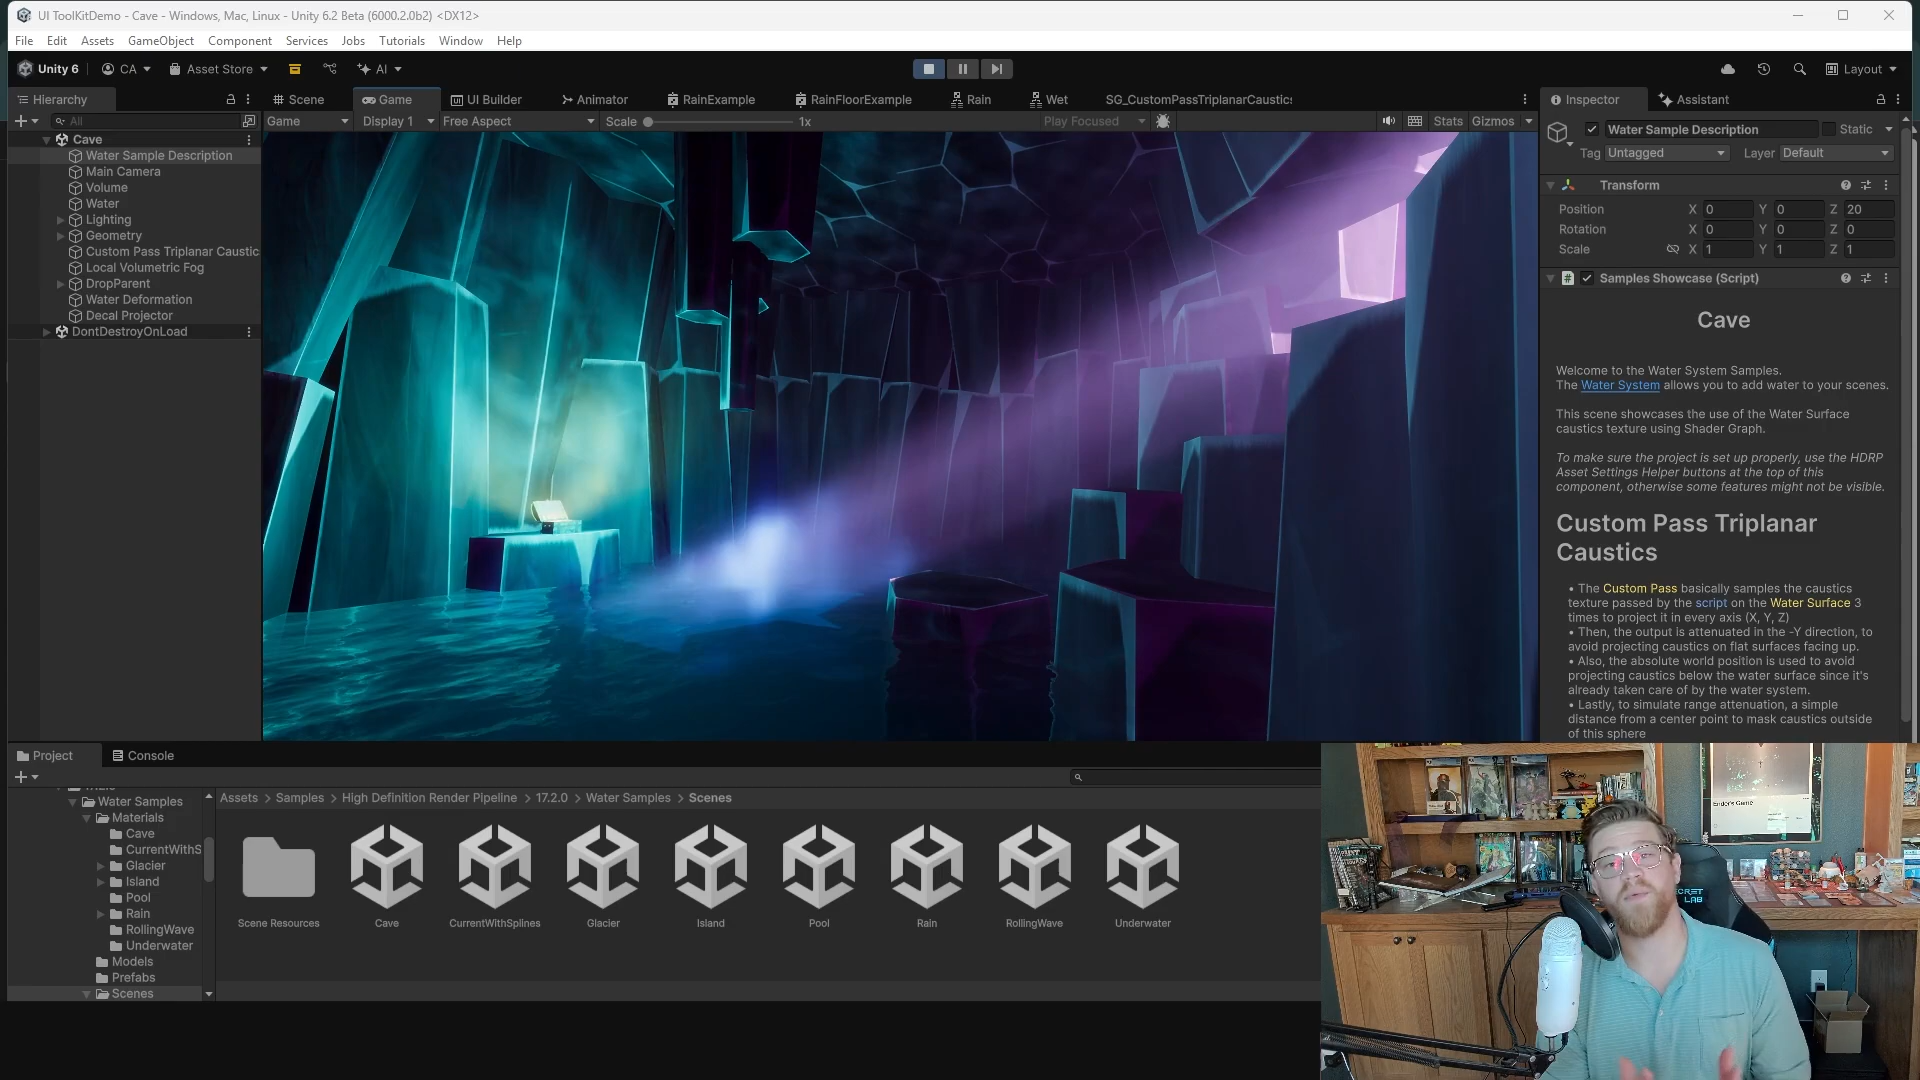 UI ToolKitDemo - Cave - Windows, Mac, Linux - Unity 6.2 Beta (6000.2.0b2) <DX12>
File Edit Assets GameObject Component Services Jobs Tutorials Window Help
Unity 6 CA Asset Store AI Layout
Hierarchy
All
Cave
Water Sample Description
Main Camera
Volume
Water
Lighting
Geometry
Custom Pass Triplanar Caustic
Local Volumetric Fog
DropParent
Water Deformation
Decal Projector
DontDestroyOnLoad
Scene Game UI Builder Animator RainExample RainFloorExample Rain Wet SG_CustomPassTriplanarCaustics
Game Display 1 Free Aspect Scale 1x Play Focused Stats Gizmos
Inspector Assistant
Water Sample Description Static
Tag Untagged Layer Default
Transform
Position X 0 Y 0 Z 20
Rotation X 0 Y 0 Z 0
Scale X 1 Y 1 Z 1
# Samples Showcase (Script)
Cave
Welcome to the Water System Samples.
The Water System allows you to add water to your scenes.
This scene showcases the use of the Water Surface
caustics texture using Shader Graph.
To make sure the project is set up properly, use the HDRP
Asset Settings Helper buttons at the top of this
component, otherwise some features might not be visible.
Custom Pass Triplanar
Caustics
• The Custom Pass basically samples the caustics
texture passed by the script on the Water Surface 3
times to project it in every axis (X, Y, Z)
• Then, the output is attenuated in the -Y direction, to
avoid projecting caustics on flat surfaces facing up.
• Also, the absolute world position is used to avoid
projecting caustics below the water surface since it's
already taken care of by the water system.
• Lastly, to simulate range attenuation, a simple
distance from a center point to mask caustics outside
of this sphere
Project Console
Water Samples
Materials
Cave
CurrentWithS
Glacier
Island
Pool
Rain
RollingWave
Underwater
Models
Prefabs
Scenes
Assets > Samples > High Definition Render Pipeline > 17.2.0 > Water Samples > Scenes
Scene Resources Cave CurrentWithSplines Glacier Island Pool Rain RollingWave Underwater
Ender's Game
CRET
LAB